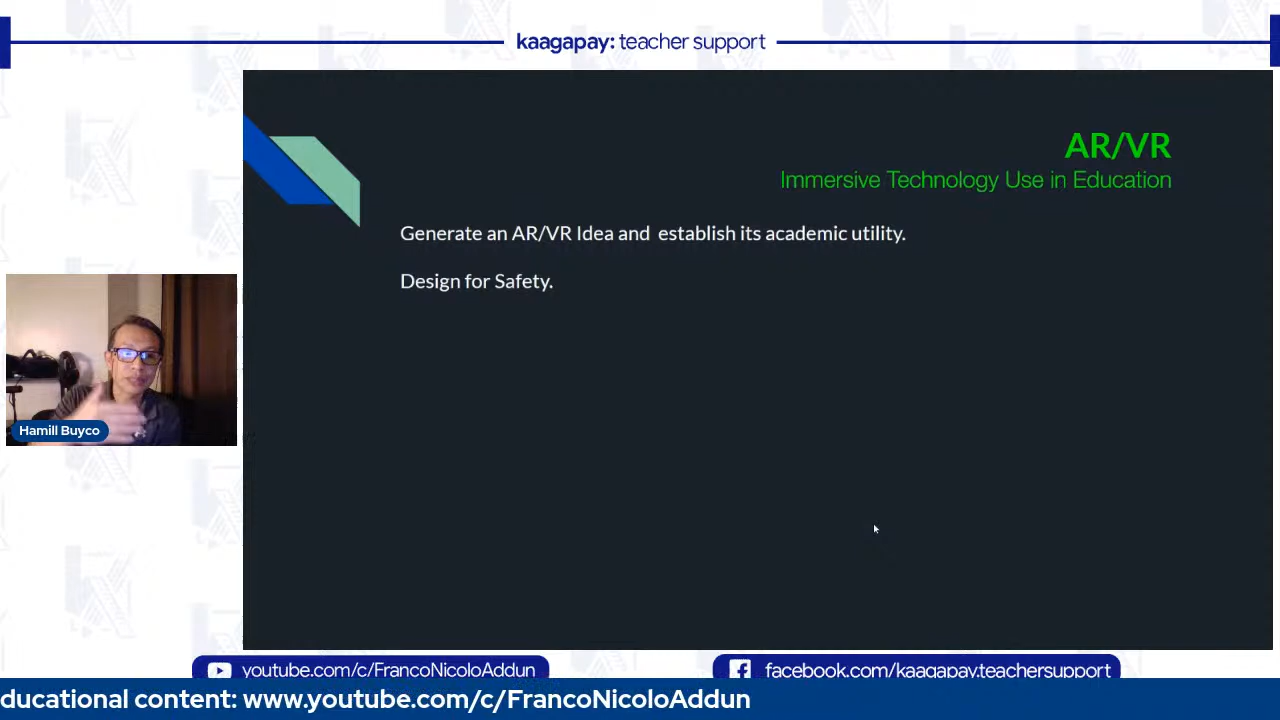 kaagapay: teacher support
AR/VR
Immersive Technology Use in Education
Generate an AR/VR Idea and establish its academic utility.
Design for Safety.
Hamill Buyco
youtube.com/c/FrancoNicoloAddun
facebook.com/kaagapay.teachersupport
ducational content: www.youtube.com/c/FrancoNicoloAddun